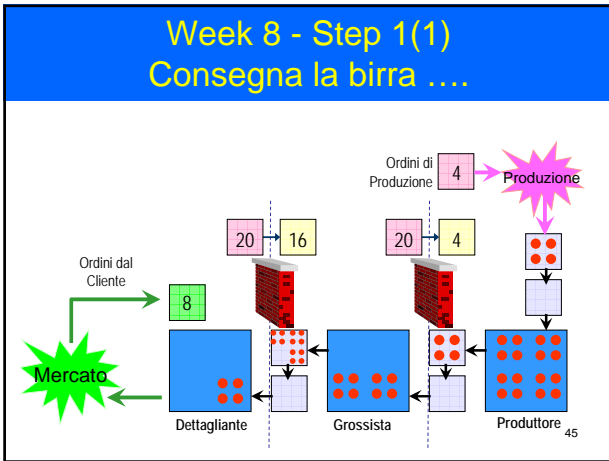 Week 8 - Step 1(1)
Consegna la birra ....
Ordini di
Produzione
4
Produzione
20
16
20
4
Ordini dal
Cliente
8
Mercato
Dettagliante
Grossista
Produttore
45